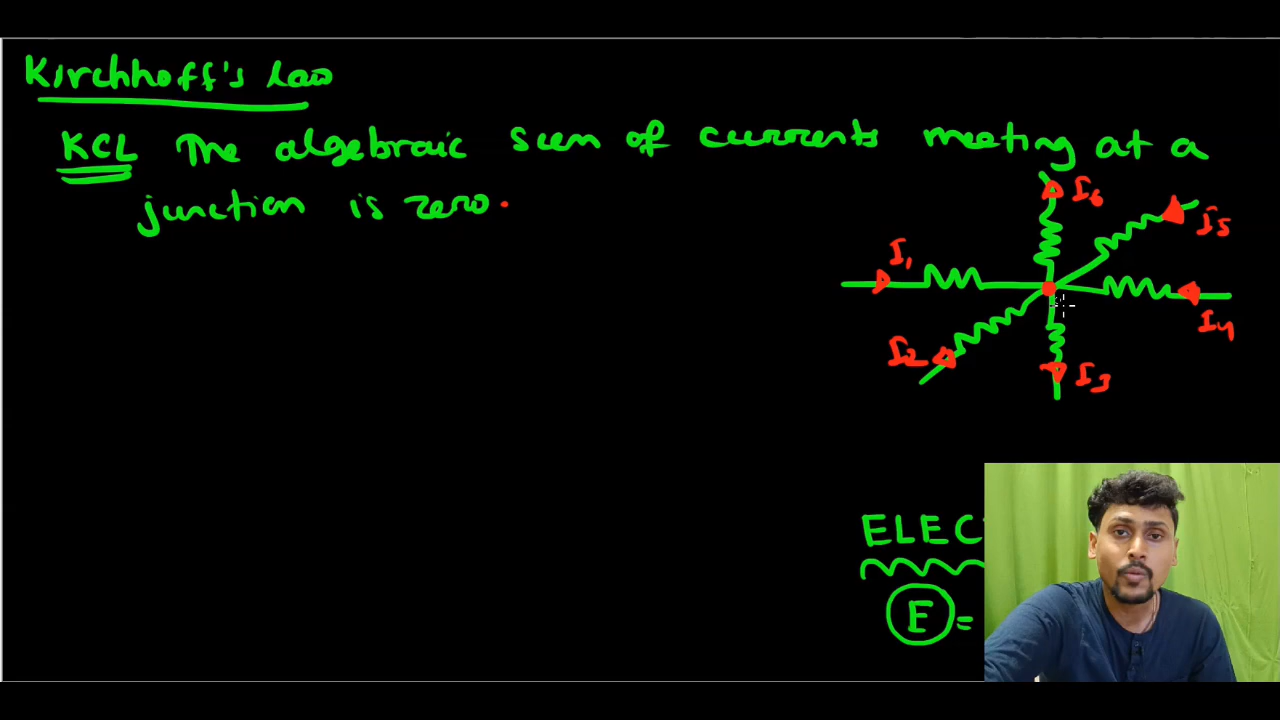 Kirchhoff's Law
KCL The algebraic sum of currents meeting at a
junction is zero.
I6
I5
I1
I4
I2
I3
ELEC
E =